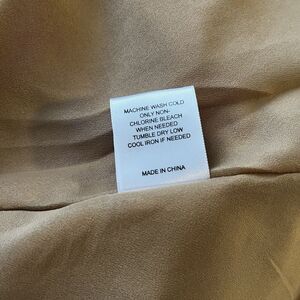 MACHINE WASH COLD
ONLY NON-
CHLORINE BLEACH
WHEN NEEDED
TUMBLE DRY LOW
COOL IRON IF NEEDED
MADE IN CHINA